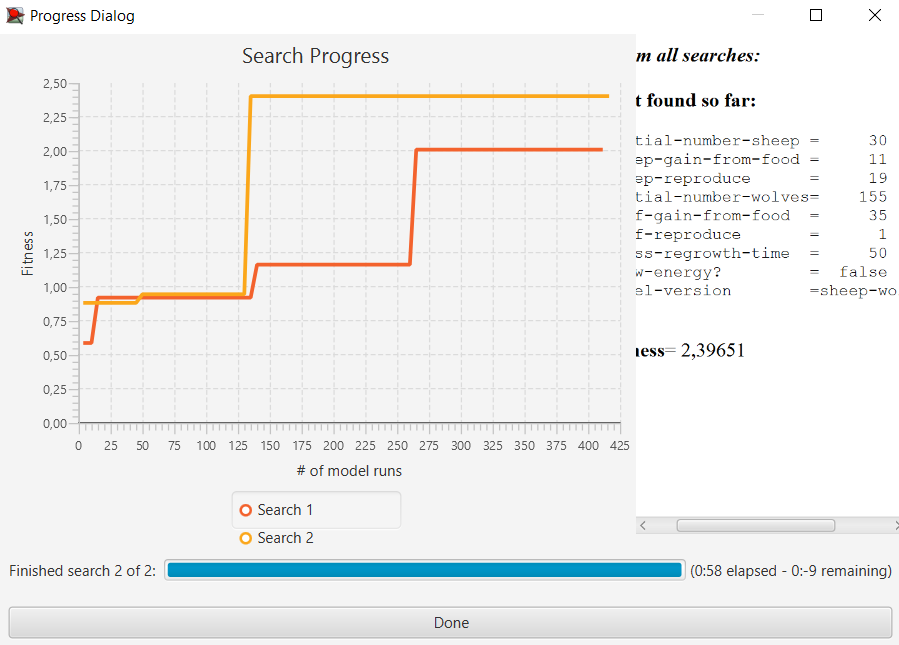 Progress Dialog
Search Progress
2,50
2,25
2,00
1,75
1,50
1,25
1,00
0,75
0,50
0,25
0,00
Fitness
0 25 50 75 100 125 150 175 200 225 250 275 300 325 350 375 400 425
# of model runs
Search 1
Search 2
m all searches:
t found so far:
tial-number-sheep = 30
ep-gain-from-food = 11
ep-reproduce = 19
tial-number-wolves= 155
f-gain-from-food = 35
f-reproduce = 1
ss-regrowth-time = 50
w-energy? = false
el-version =sheep-wo
ness= 2,39651
Finished search 2 of 2:
(0:58 elapsed - 0:-9 remaining)
Done